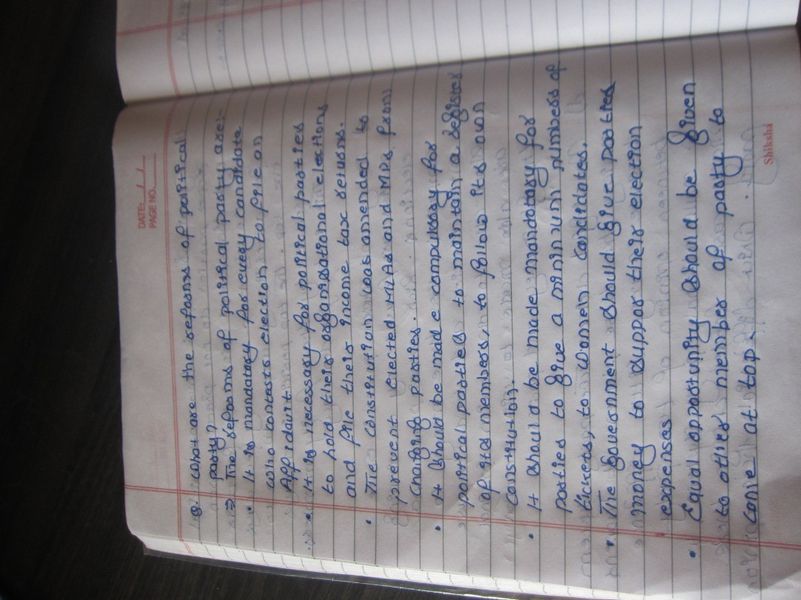 DATE: / /
PAGE NO.
Q. What are the reforms of political
party?
⇒ The reforms of political party are:-
• It is mandatory for every candidate
who contests election to file an
Affidavit.
• It is necessary for political parties
to hold their organisational elections
and file their income tax returns.
• The constitution was amended to
prevent elected MLAs and MPs from
changing parties.
• It should be made compulsory for
political parties to maintain a register
of its members, to follow its own
constitution.
• It should be made mandatory for
parties to give a minimum numbers of
tickets, to women candidates.
• The government should give parties
money to suppor their election
expenses
• Equal opportunity should be given
to other member of party to
come at top.
Shiksha